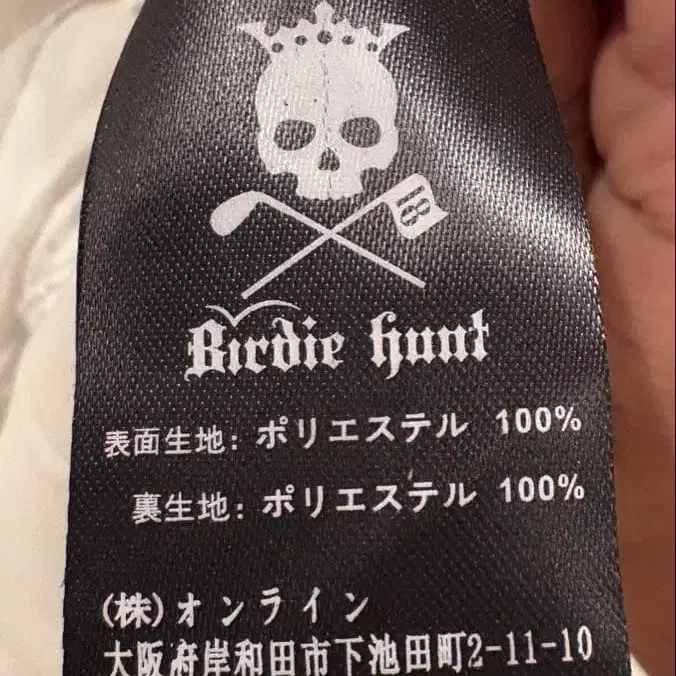 18
Birdie hunt
表面生地: ポリエステル 100%
裏生地: ポリエステル 100%
(株)オンライン
大阪府岸和田市下池田町2-11-10